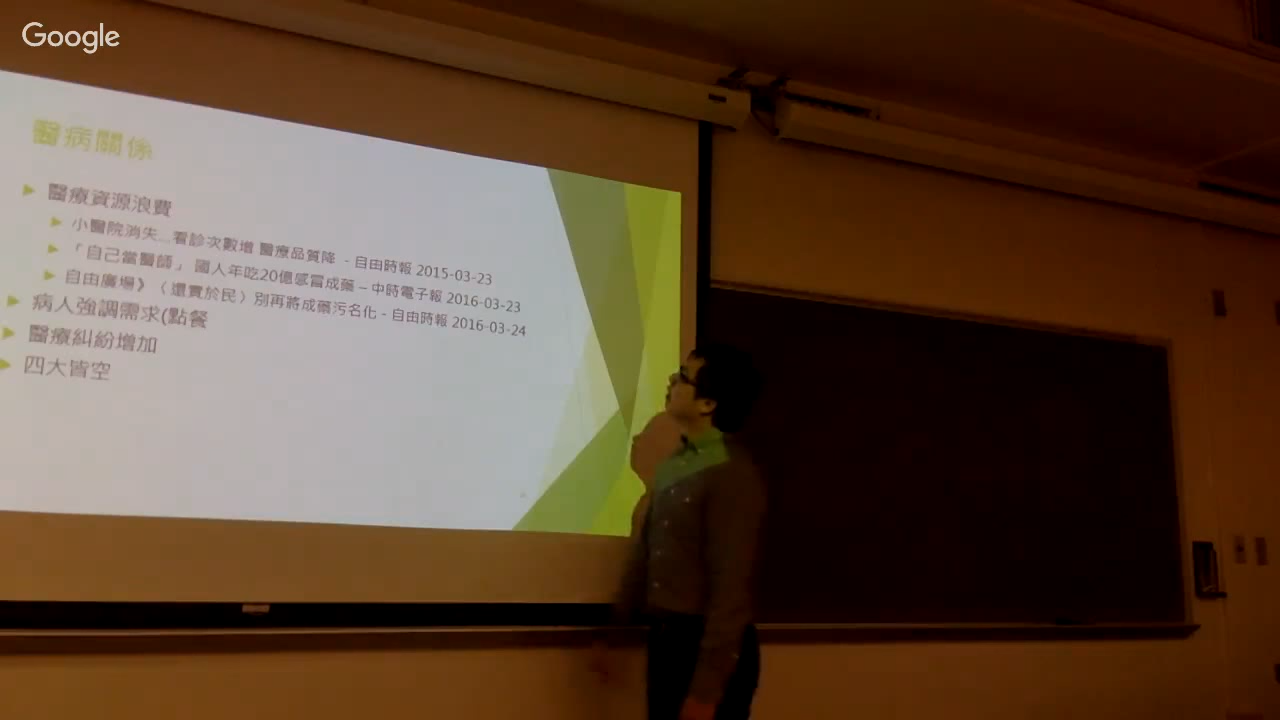 Google
醫病關係
醫療資源浪費
小醫院消失...看診次數增 醫療品質降 - 自由時報 2015-03-23
「自己當醫師」 國人年吃20億感冒成藥 – 中時電子報 2016-03-23
自由廣場》（還實於民）別再將成藥污名化 - 自由時報 2016-03-24
病人強調需求(點餐
醫療糾紛增加
四大皆空